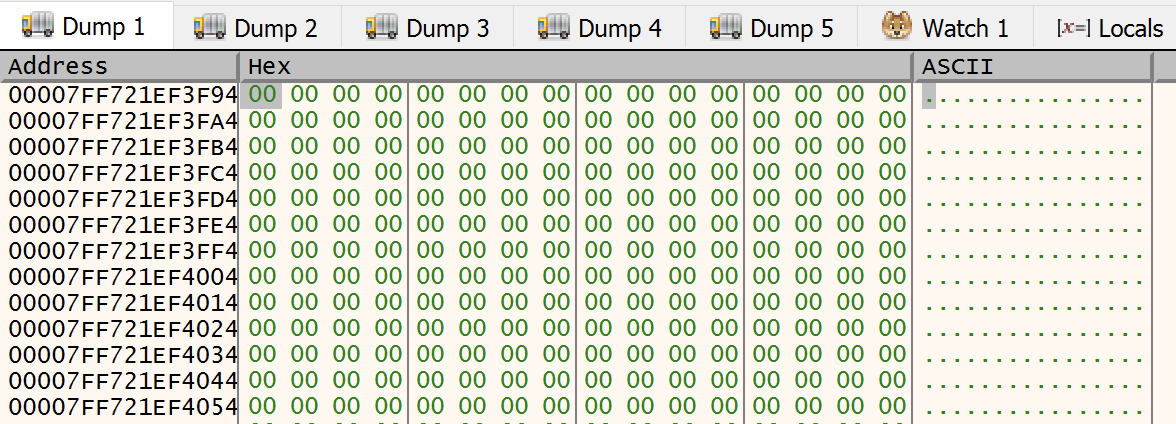 Dump 1 Dump 2 Dump 3 Dump 4 Dump 5 Watch 1 [x=] Locals
Address Hex ASCII
00007FF721EF3F94 00 00 00 00 00 00 00 00 00 00 00 00 00 00 00 00 ................
00007FF721EF3FA4 00 00 00 00 00 00 00 00 00 00 00 00 00 00 00 00 ................
00007FF721EF3FB4 00 00 00 00 00 00 00 00 00 00 00 00 00 00 00 00 ................
00007FF721EF3FC4 00 00 00 00 00 00 00 00 00 00 00 00 00 00 00 00 ................
00007FF721EF3FD4 00 00 00 00 00 00 00 00 00 00 00 00 00 00 00 00 ................
00007FF721EF3FE4 00 00 00 00 00 00 00 00 00 00 00 00 00 00 00 00 ................
00007FF721EF3FF4 00 00 00 00 00 00 00 00 00 00 00 00 00 00 00 00 ................
00007FF721EF4004 00 00 00 00 00 00 00 00 00 00 00 00 00 00 00 00 ................
00007FF721EF4014 00 00 00 00 00 00 00 00 00 00 00 00 00 00 00 00 ................
00007FF721EF4024 00 00 00 00 00 00 00 00 00 00 00 00 00 00 00 00 ................
00007FF721EF4034 00 00 00 00 00 00 00 00 00 00 00 00 00 00 00 00 ................
00007FF721EF4044 00 00 00 00 00 00 00 00 00 00 00 00 00 00 00 00 ................
00007FF721EF4054 00 00 00 00 00 00 00 00 00 00 00 00 00 00 00 00 ................